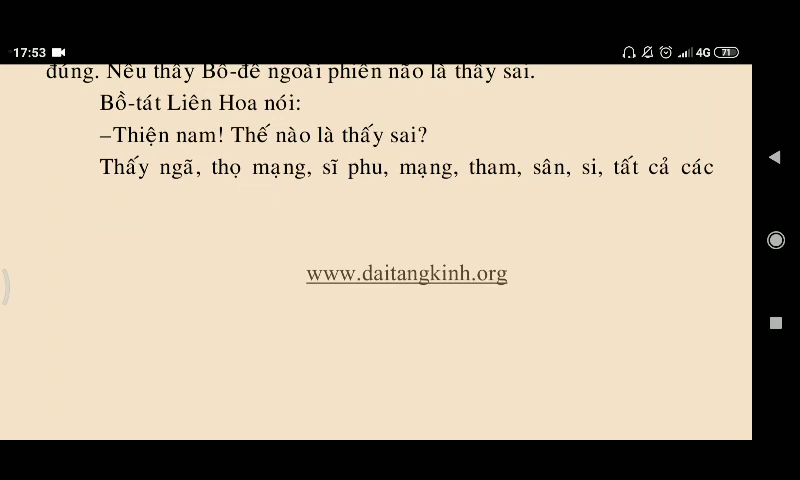 17:53 4G 71
đúng. Nếu thấy Bồ-đề ngoài phiền não là thấy sai.
Bồ-tát Liên Hoa nói:
–Thiện nam! Thế nào là thấy sai?
Thấy ngã, thọ mạng, sĩ phu, mạng, tham, sân, si, tất cả các
www.daitangkinh.org